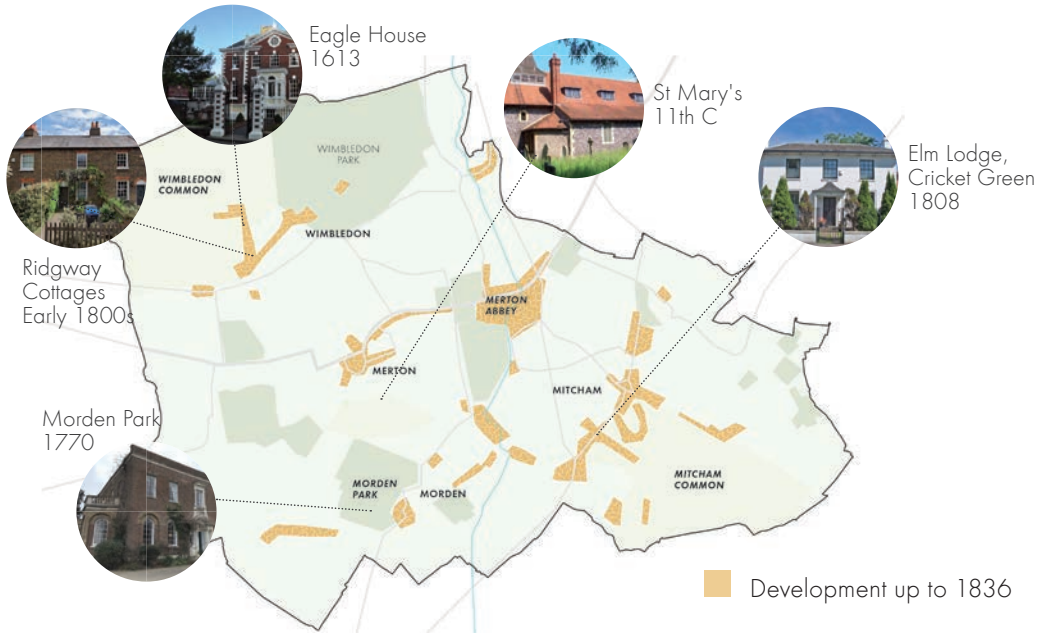 Eagle House
1613
St Mary's
11th C
Elm Lodge,
Cricket Green
1808
WIMBLEDON
PARK
WIMBLEDON
COMMON
WIMBLEDON
Ridgway
Cottages
Early 1800s
MERTON
ABBEY
MERTON
MITCHAM
Morden Park
1770
MORDEN
PARK
MORDEN
MITCHAM
COMMON
Development up to 1836